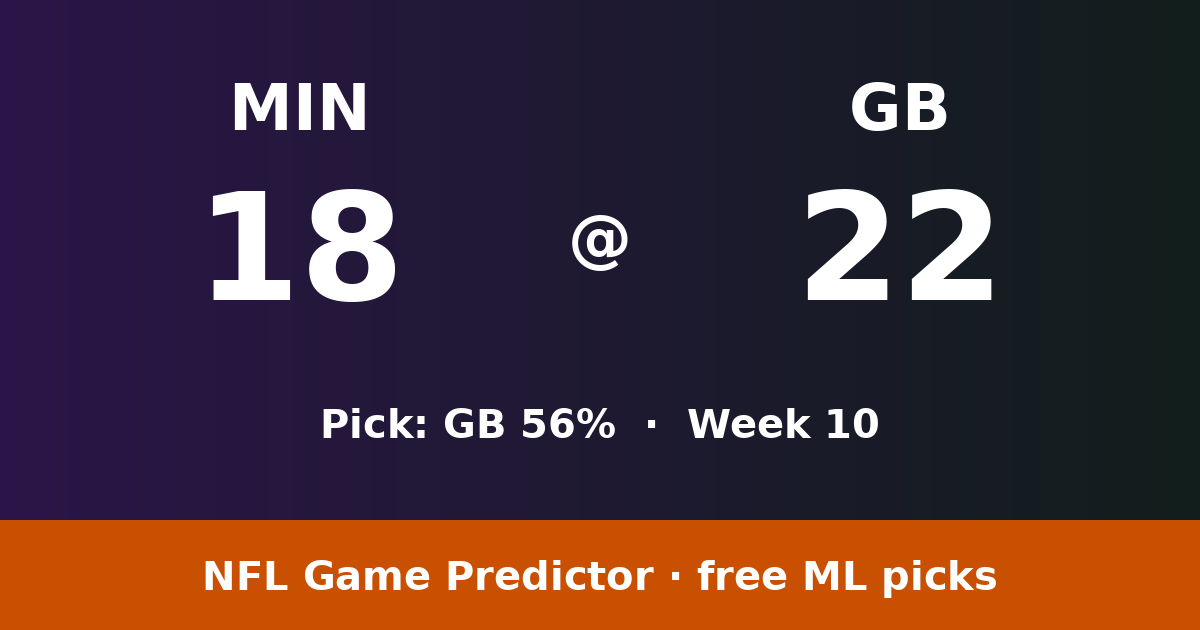 MIN
GB
18 @ 22
Pick: GB 56% · Week 10
NFL Game Predictor · free ML picks